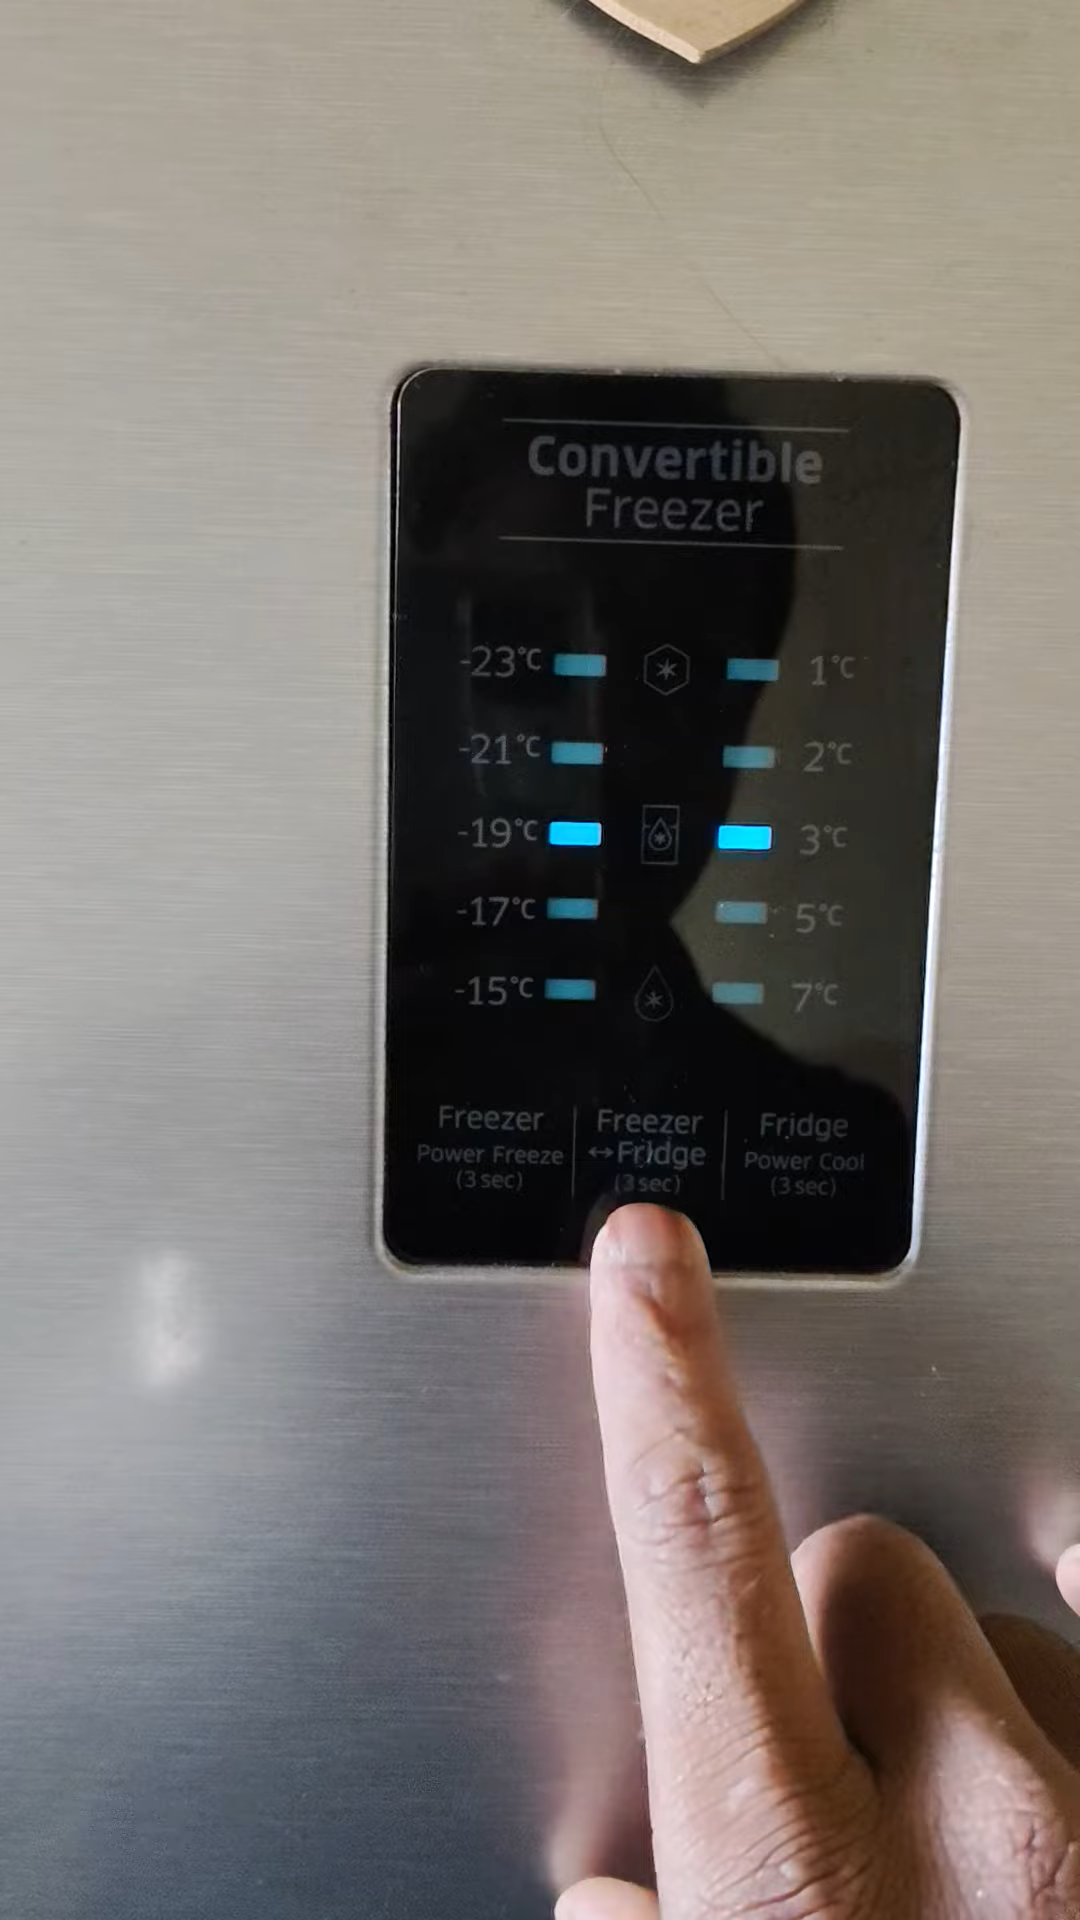 Convertible
Freezer
-23°C 1°C
-21°C 2°C
-19°C 3°C
-17°C 5°C
-15°C 7°C
Freezer
Power Freeze
(3 sec)
Freezer
↔Fridge
(3 sec)
Fridge
Power Cool
(3 sec)